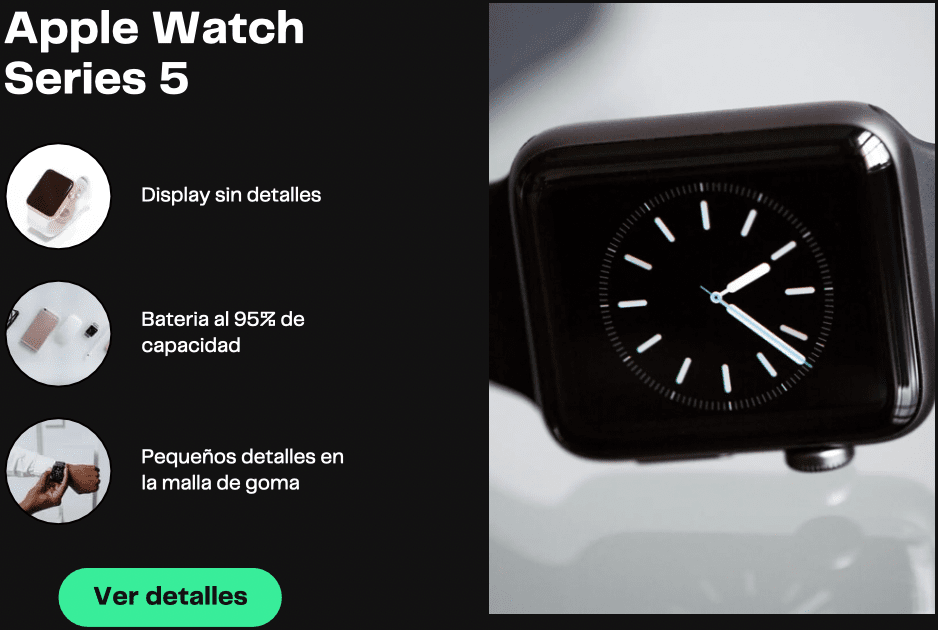 Apple Watch
Series 5
Display sin detalles
Bateria al 95% de
capacidad
Pequeños detalles en
la malla de goma
Ver detalles